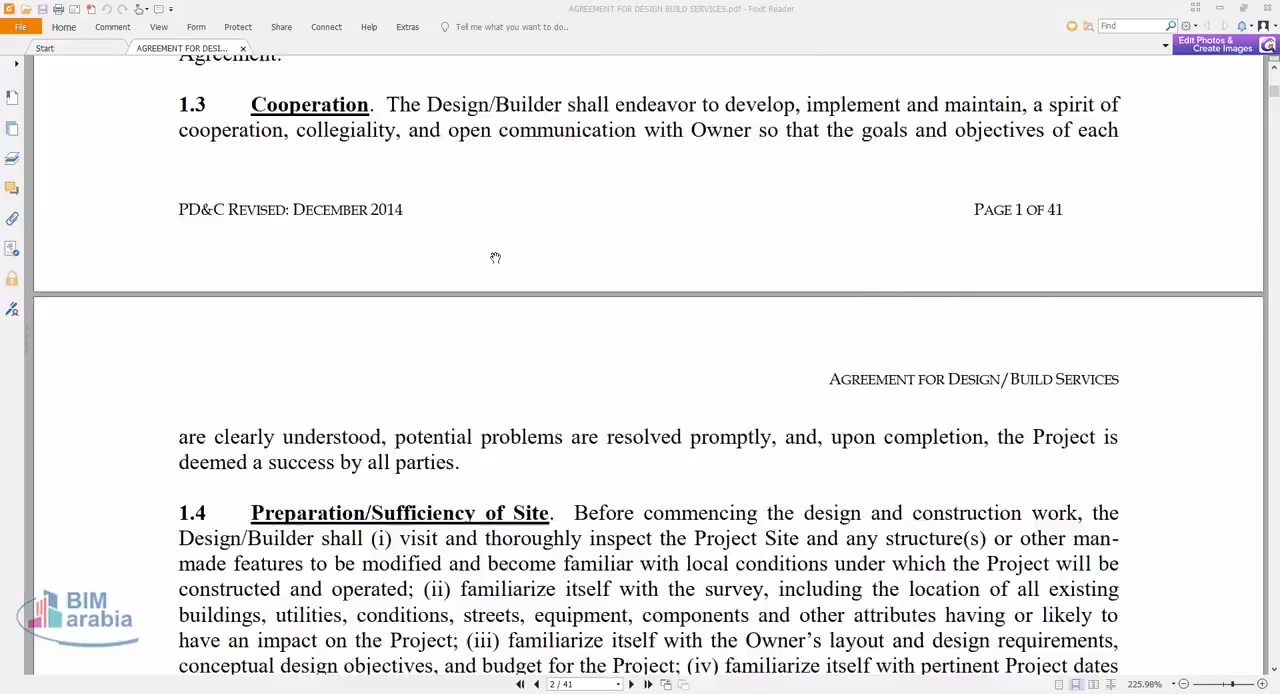 AGREEMENT FOR DESIGN BUILD SERVICES.pdf - Foxit Reader
File Home Comment View Form Protect Share Connect Help Extras Tell me what you want to do.. Find
Start AGREEMENT FOR DESI... Edit Photos &
Create Images
Agreement.
1.3 Cooperation. The Design/Builder shall endeavor to develop, implement and maintain, a spirit of
cooperation, collegiality, and open communication with Owner so that the goals and objectives of each
PD&C REVISED: DECEMBER 2014 PAGE 1 OF 41
AGREEMENT FOR DESIGN/BUILD SERVICES
are clearly understood, potential problems are resolved promptly, and, upon completion, the Project is
deemed a success by all parties.
1.4 Preparation/Sufficiency of Site. Before commencing the design and construction work, the
Design/Builder shall (i) visit and thoroughly inspect the Project Site and any structure(s) or other man-
made features to be modified and become familiar with local conditions under which the Project will be
constructed and operated; (ii) familiarize itself with the survey, including the location of all existing
buildings, utilities, conditions, streets, equipment, components and other attributes having or likely to
have an impact on the Project; (iii) familiarize itself with the Owner's layout and design requirements,
conceptual design objectives, and budget for the Project; (iv) familiarize itself with pertinent Project dates
BIM
arabia
2 / 41 225.98%